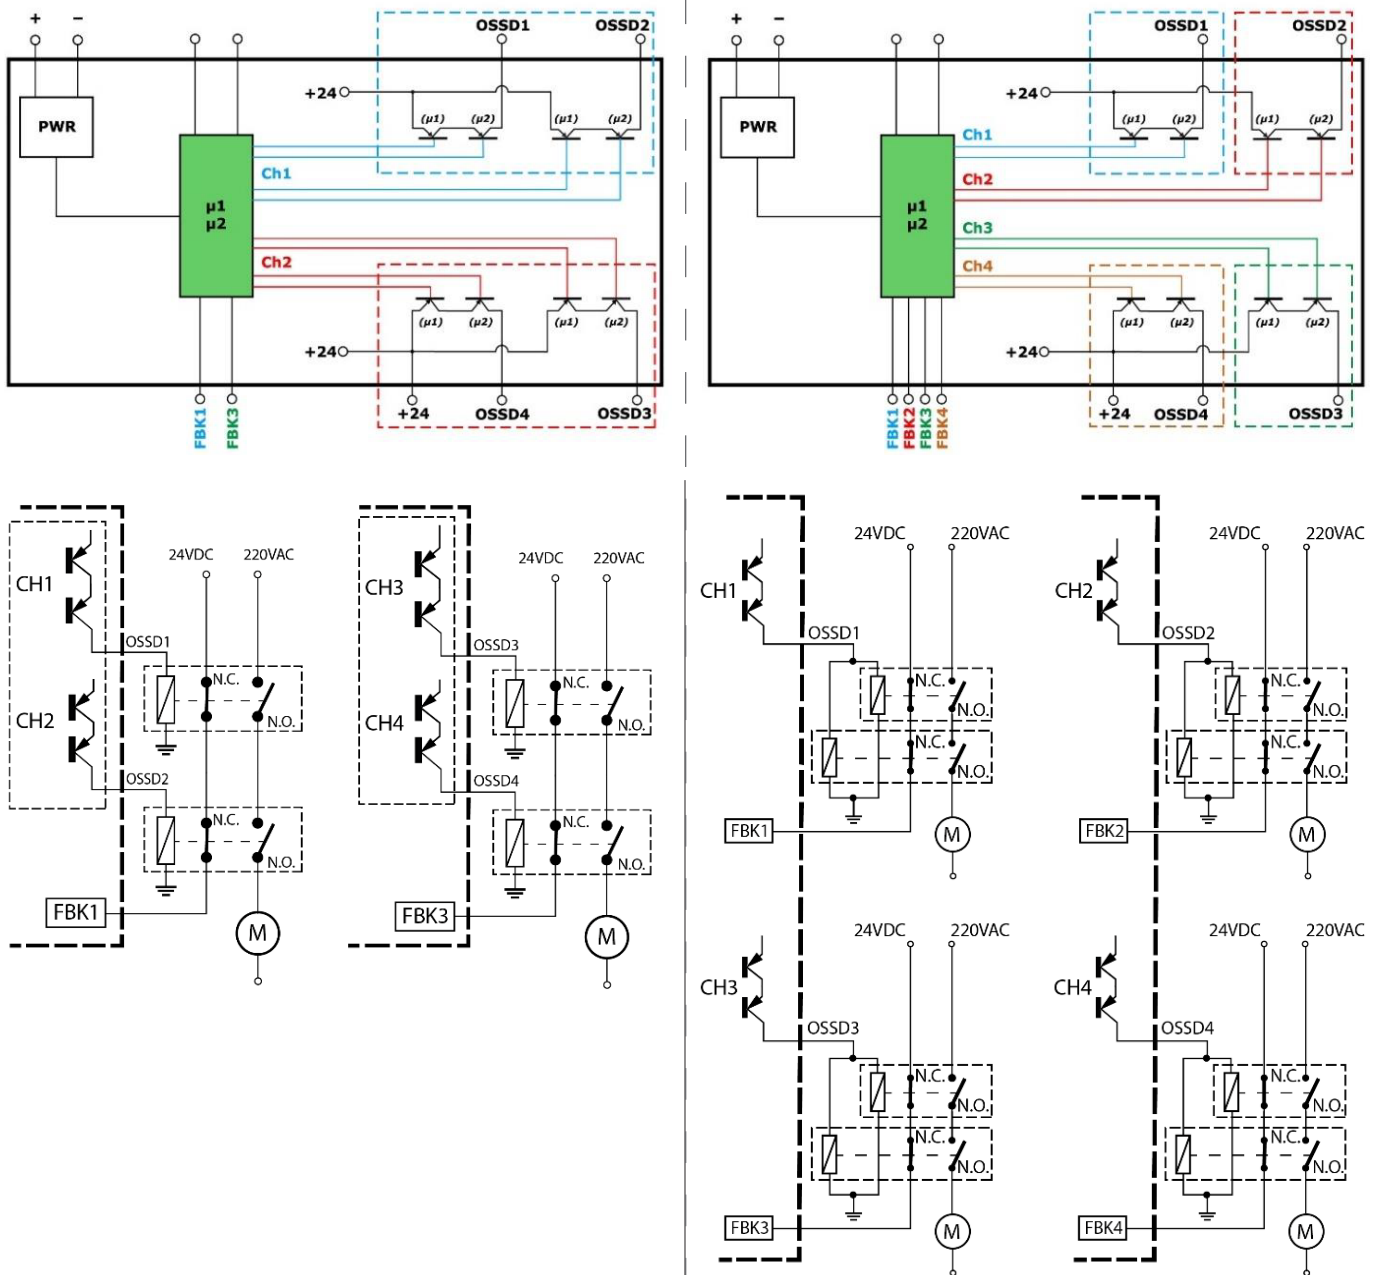 + −
OSSD1 OSSD2
+24
(μ1) (μ2) (μ1) (μ2)
PWR
Ch1
μ1
μ2
Ch2
(μ1) (μ2) (μ1) (μ2)
+24
+24 OSSD4 OSSD3
FBK1
FBK3
+ −
OSSD1 OSSD2
+24
(μ1) (μ2) (μ1) (μ2)
PWR
Ch1
Ch2
μ1
μ2
Ch3
Ch4
(μ1) (μ2) (μ1) (μ2)
+24
+24 OSSD4 OSSD3
FBK1
FBK2
FBK3
FBK4
24VDC 220VAC
CH1
OSSD1
N.C.
N.O.
CH2
OSSD2
N.C.
N.O.
FBK1
M
24VDC 220VAC
CH3
OSSD3
N.C.
N.O.
CH4
OSSD4
N.C.
N.O.
FBK3
M
24VDC 220VAC
CH1
OSSD1
N.C.
N.O.
N.C.
N.O.
FBK1
M
24VDC 220VAC
CH2
OSSD2
N.C.
N.O.
N.C.
N.O.
FBK2
M
24VDC 220VAC
CH3
OSSD3
N.C.
N.O.
N.C.
N.O.
FBK3
M
24VDC 220VAC
CH4
OSSD4
N.C.
N.O.
N.C.
N.O.
FBK4
M